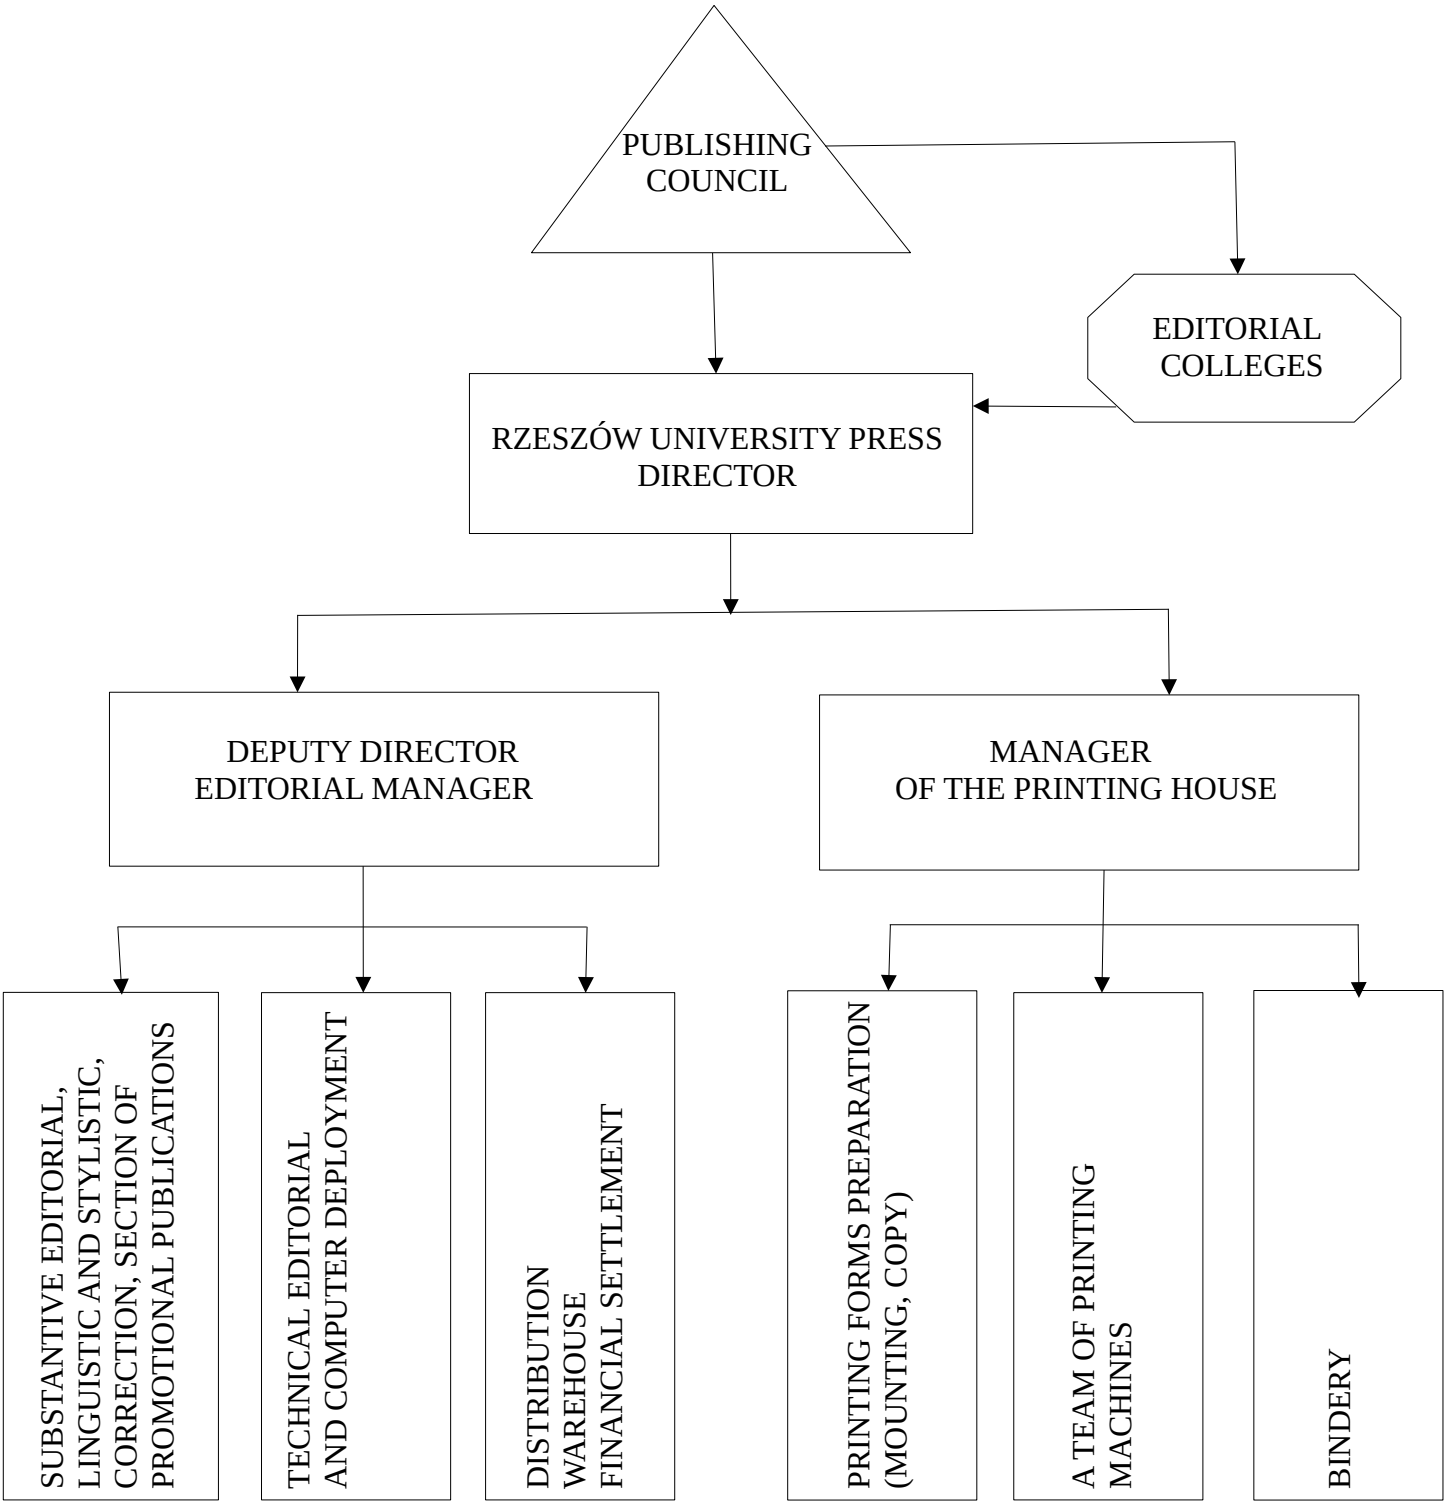 PUBLISHING
COUNCIL
EDITORIAL
COLLEGES
RZESZÓW UNIVERSITY PRESS
DIRECTOR
DEPUTY DIRECTOR
EDITORIAL MANAGER
MANAGER
OF THE PRINTING HOUSE
SUBSTANTIVE EDITORIAL,
LINGUISTIC AND STYLISTIC,
CORRECTION, SECTION OF
PROMOTIONAL PUBLICATIONS
TECHNICAL EDITORIAL
AND COMPUTER DEPLOYMENT
DISTRIBUTION
WAREHOUSE
FINANCIAL SETTLEMENT
PRINTING FORMS PREPARATION
(MOUNTING, COPY)
A TEAM OF PRINTING
MACHINES
BINDERY